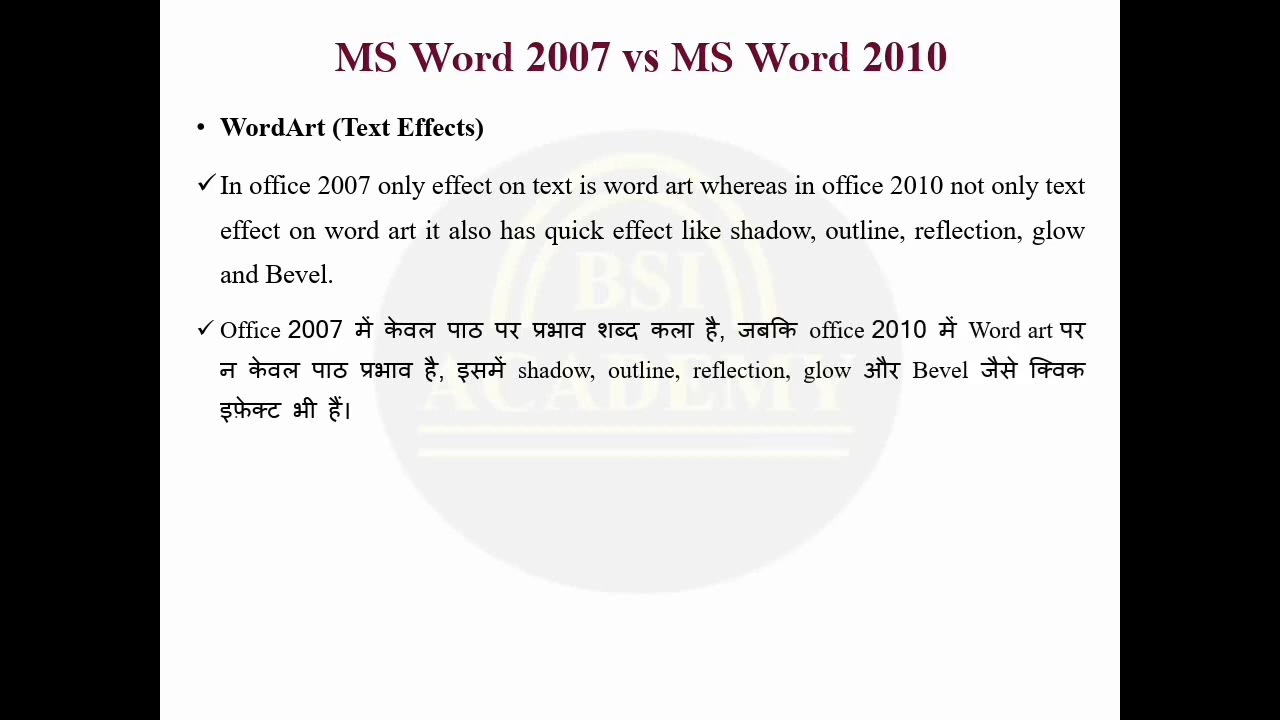 MS Word 2007 vs MS Word 2010
• WordArt (Text Effects)
✓ In office 2007 only effect on text is word art whereas in office 2010 not only text
effect on word art it also has quick effect like shadow, outline, reflection, glow
and Bevel.
✓ Office 2007 में केवल पाठ पर प्रभाव शब्द कला है, जबकि office 2010 में Word art पर
न केवल पाठ प्रभाव है, इसमें shadow, outline, reflection, glow और Bevel जैसे क्विक
इफ़ेक्ट भी हैं।
BSI
ACADEMY